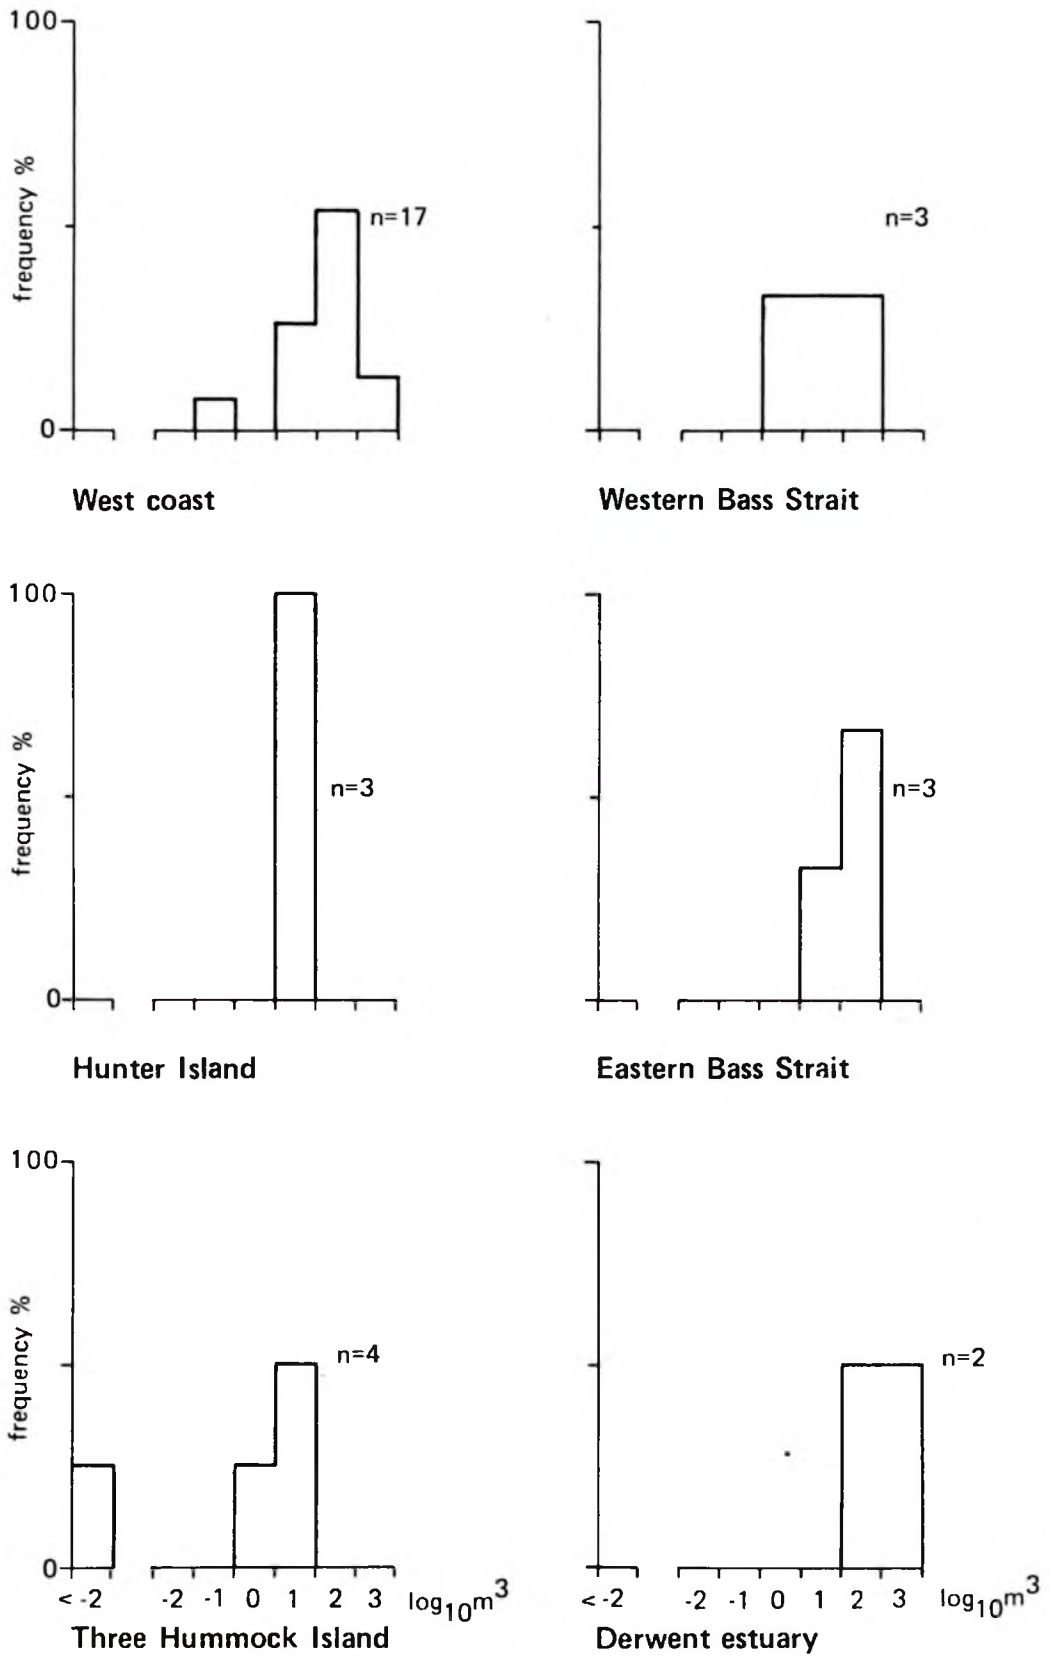 100
frequency %
n=17
0
West coast
n=3
Western Bass Strait
100
frequency %
n=3
0
Hunter Island
n=3
Eastern Bass Strait
100
frequency %
n=4
0
< -2 -2 -1 0 1 2 3 log₁₀m³
Three Hummock Island
n=2
< -2 -2 -1 0 1 2 3 log₁₀m³
Derwent estuary